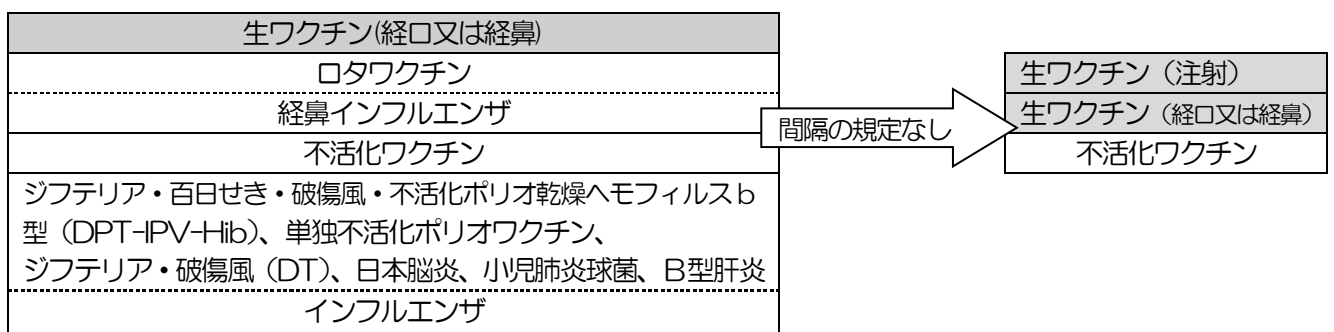 生ワクチン(経口又は経鼻)
ロタワクチン
経鼻インフルエンザ
不活化ワクチン
ジフテリア・百日せき・破傷風・不活化ポリオ乾燥ヘモフィルスb
型（DPT-IPV-Hib）、単独不活化ポリオワクチン、
ジフテリア・破傷風（DT）、日本脳炎、小児肺炎球菌、B型肝炎
インフルエンザ
間隔の規定なし
生ワクチン（注射）
生ワクチン（経口又は経鼻）
不活化ワクチン